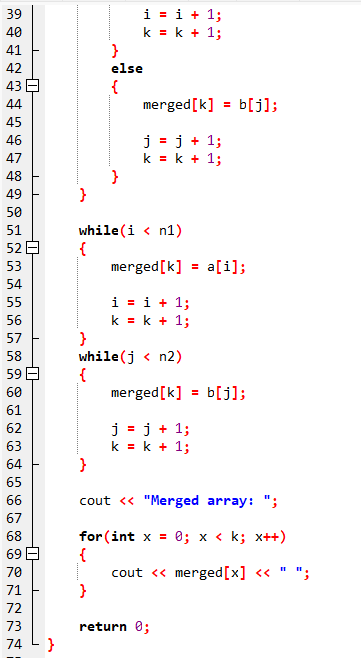 39 i = i + 1;
40 k = k + 1;
41 }
42 else
43 {
44 merged[k] = b[j];
45
46 j = j + 1;
47 k = k + 1;
48 }
49 }
50
51 while(i < n1)
52 {
53 merged[k] = a[i];
54
55 i = i + 1;
56 k = k + 1;
57 }
58 while(j < n2)
59 {
60 merged[k] = b[j];
61
62 j = j + 1;
63 k = k + 1;
64 }
65
66 cout << "Merged array: ";
67
68 for(int x = 0; x < k; x++)
69 {
70 cout << merged[x] << " ";
71 }
72
73 return 0;
74 }